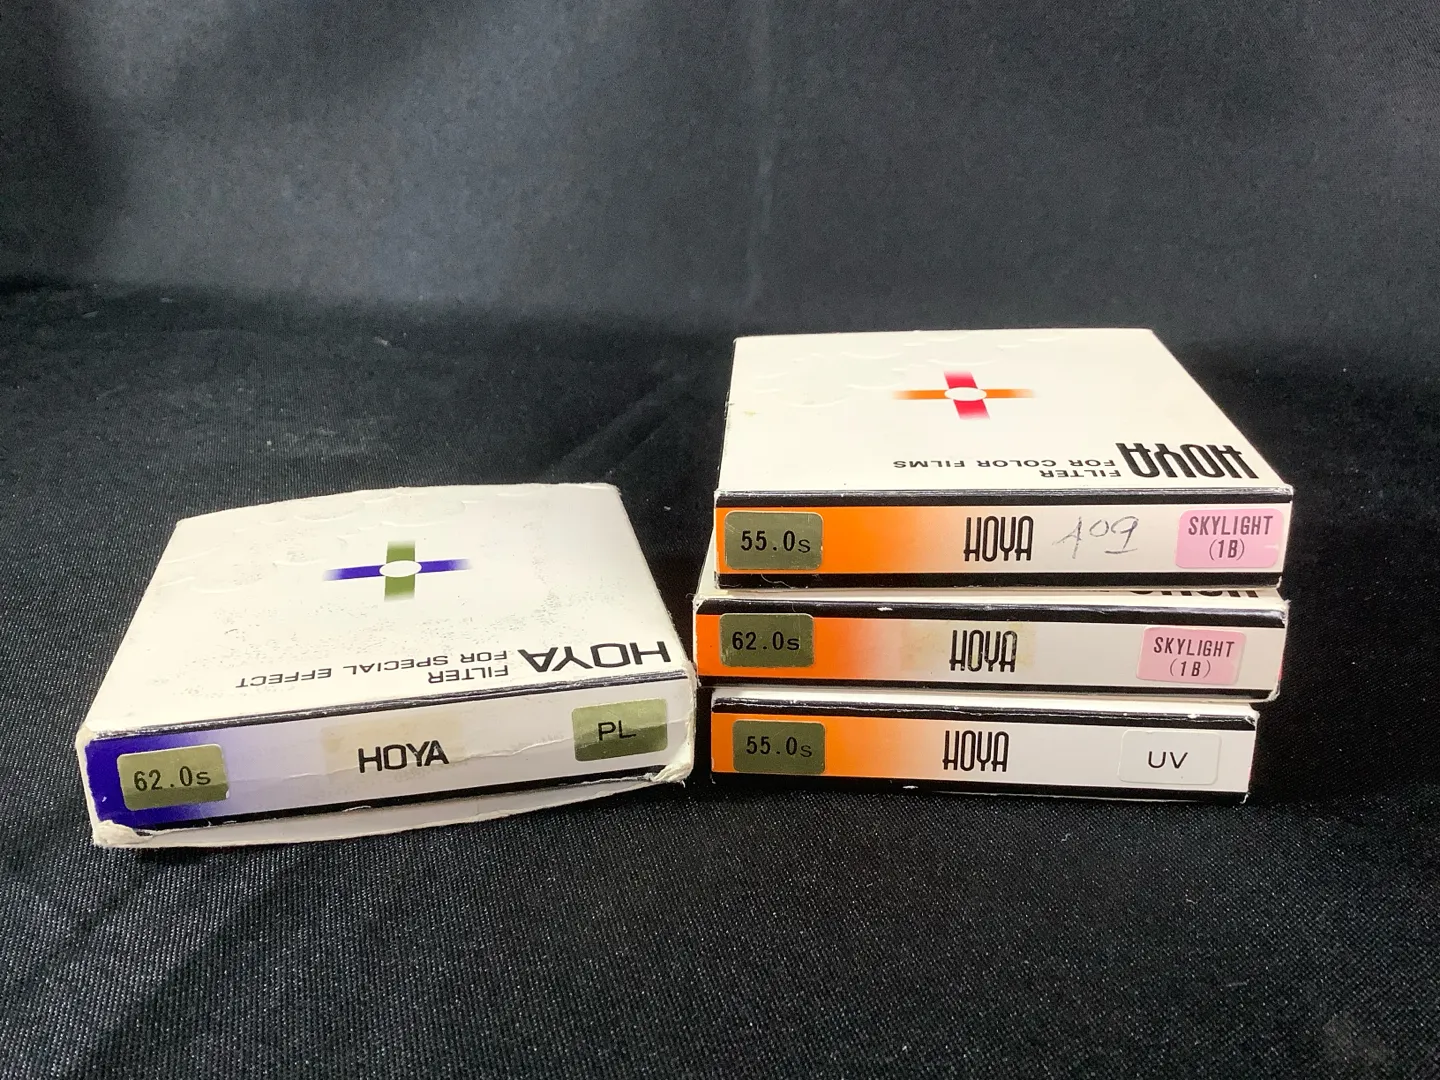 HOYA
FILTER
FOR SPECIAL EFFECT
62.0s
HOYA
PL
HOYA
FILTER
FOR COLOR FILMS
55.0s
HOYA
409
SKYLIGHT
(1B)
62.0s
HOYA
SKYLIGHT
(1B)
55.0s
HOYA
UV